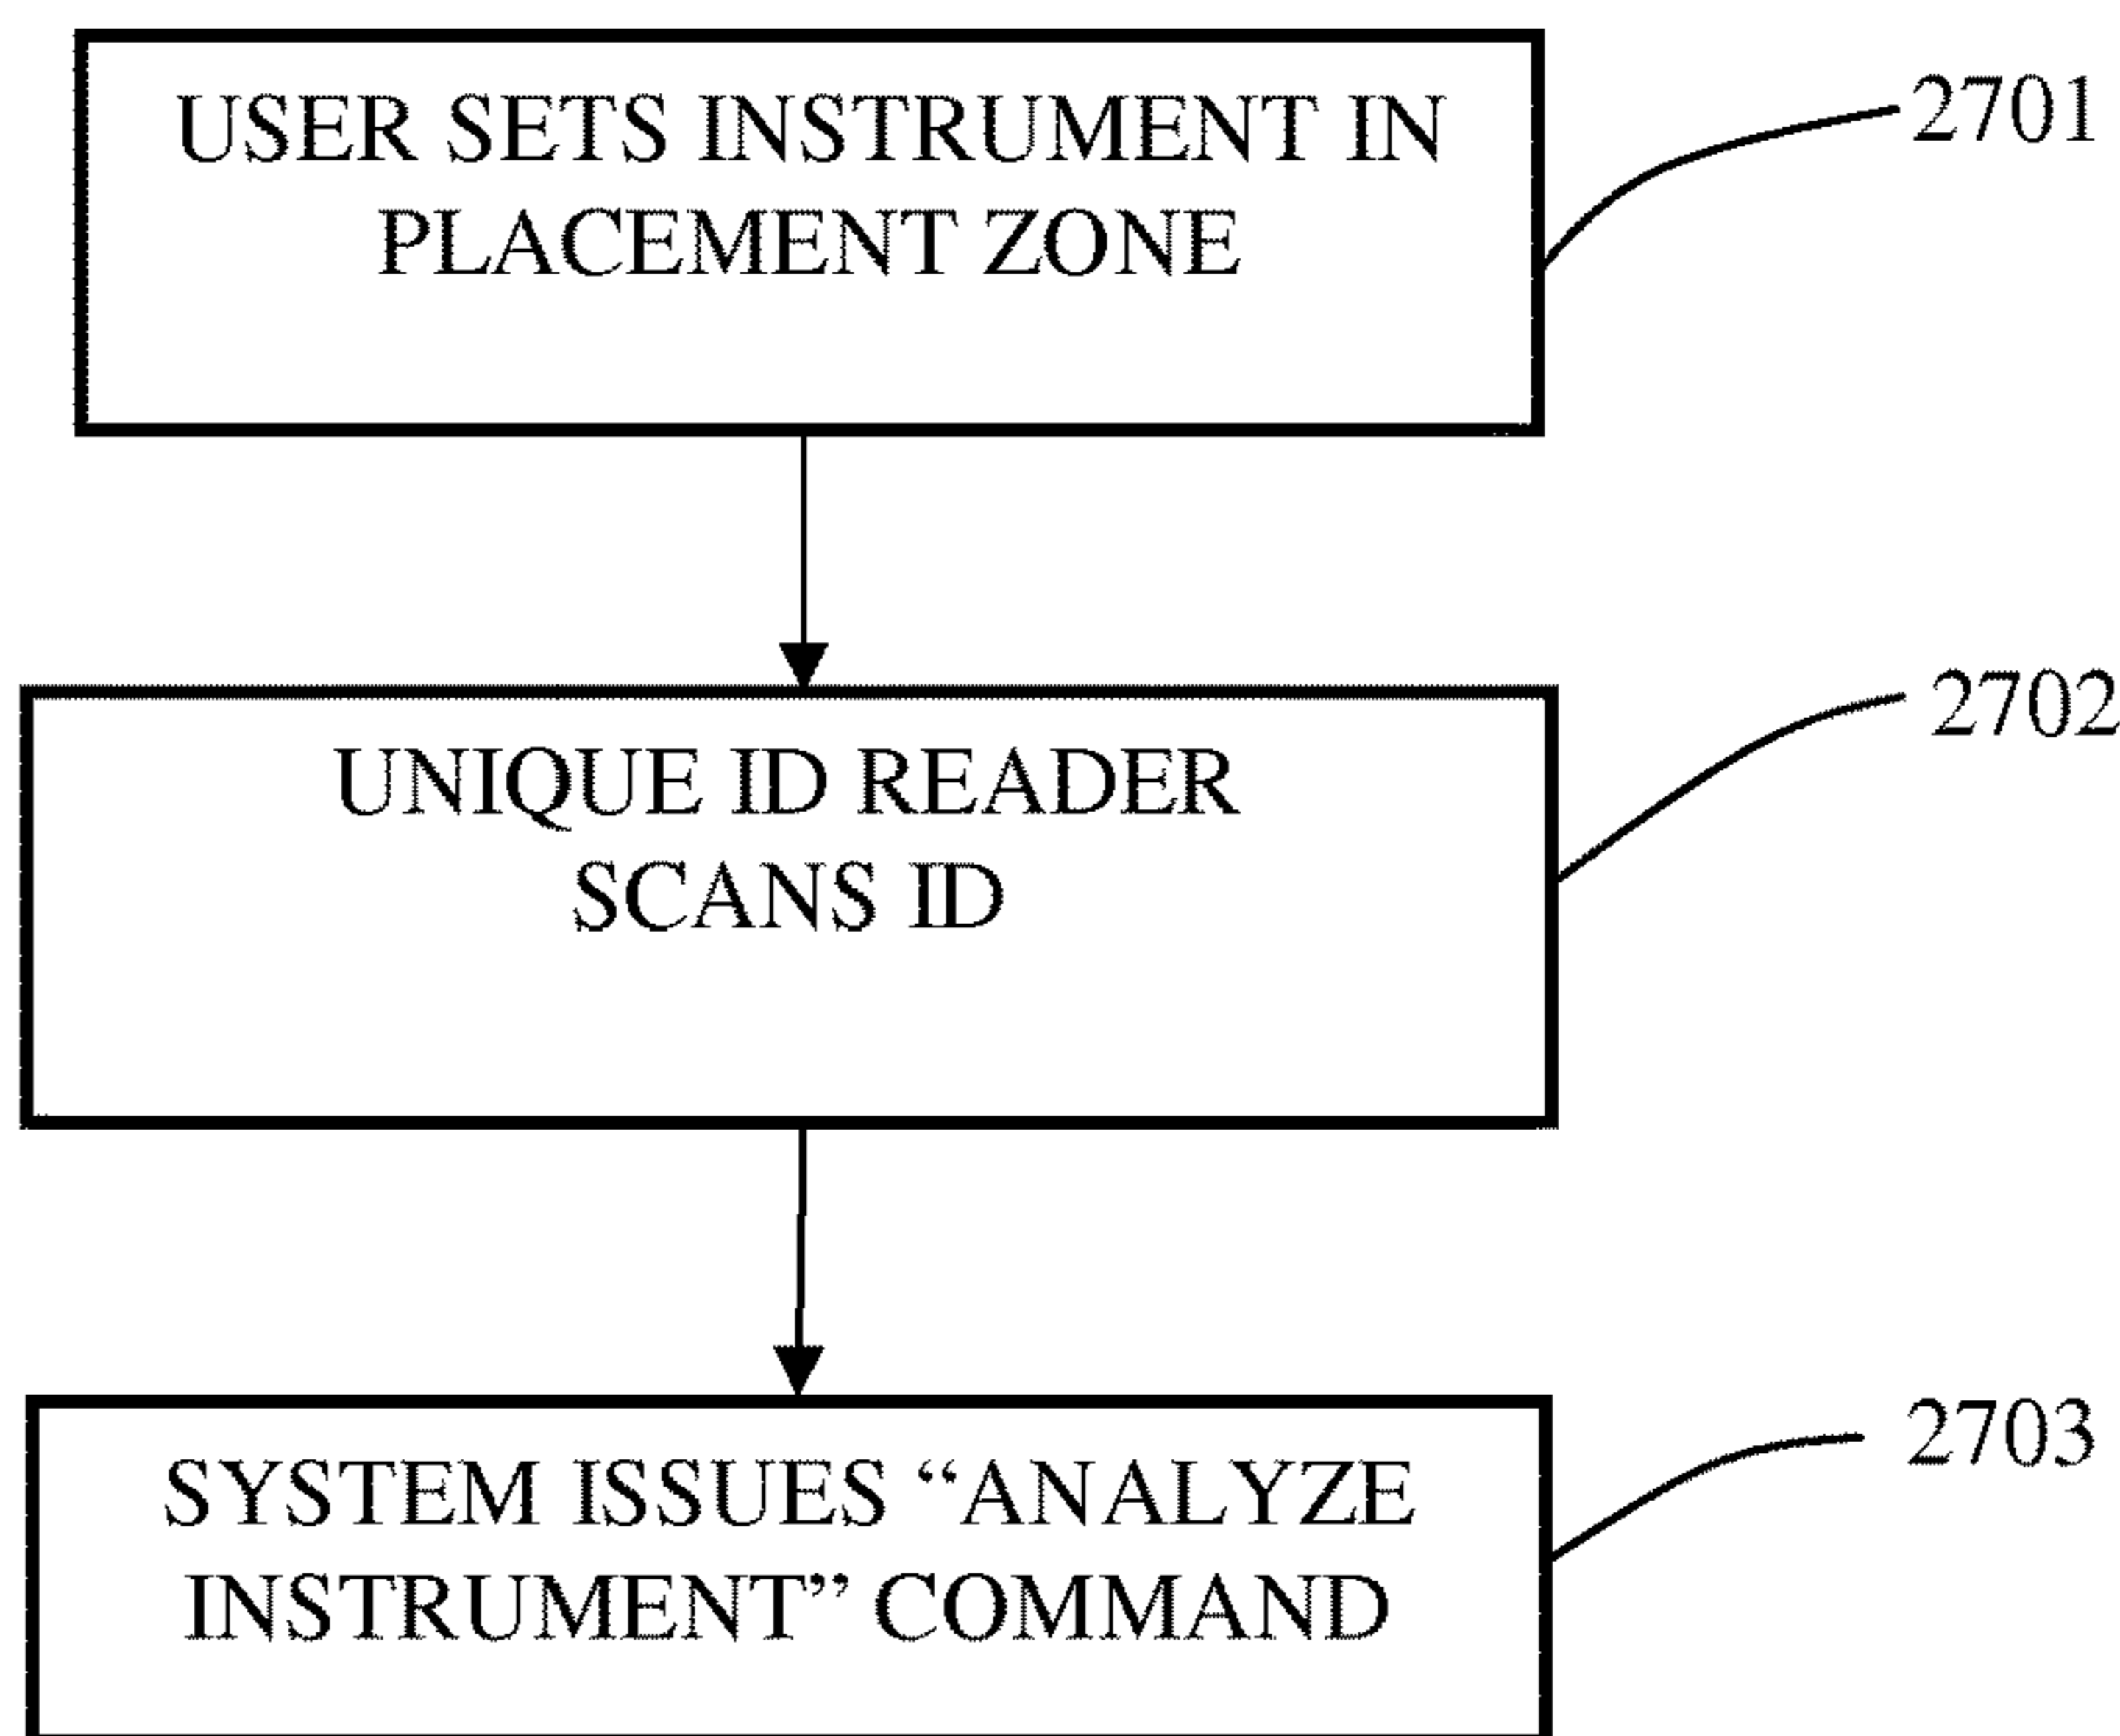 USER SETS INSTRUMENT IN
PLACEMENT ZONE
2701
UNIQUE ID READER
SCANS ID
2702
SYSTEM ISSUES “ANALYZE
INSTRUMENT” COMMAND
2703